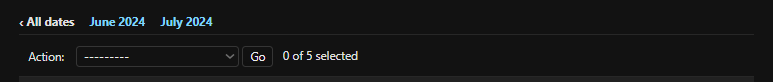 ‹ All dates June 2024 July 2024
Action: --------- Go 0 of 5 selected